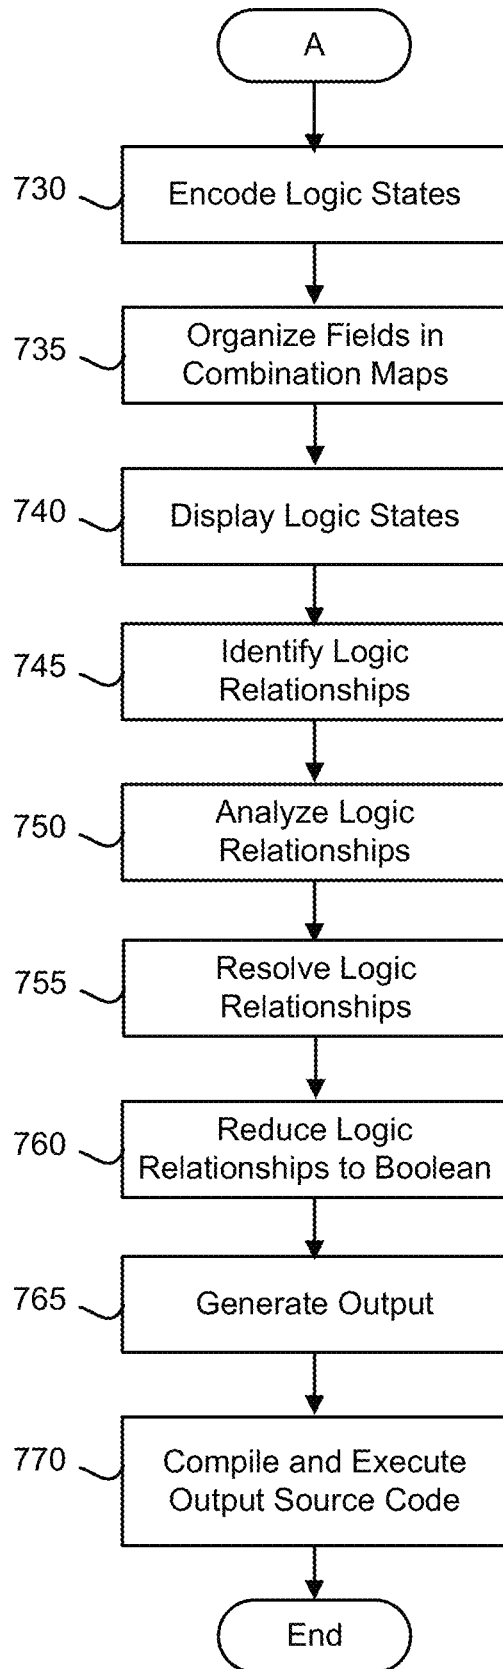 A
730
Encode Logic States
735
Organize Fields in
Combination Maps
740
Display Logic States
745
Identify Logic
Relationships
750
Analyze Logic
Relationships
755
Resolve Logic
Relationships
760
Reduce Logic
Relationships to Boolean
765
Generate Output
770
Compile and Execute
Output Source Code
End